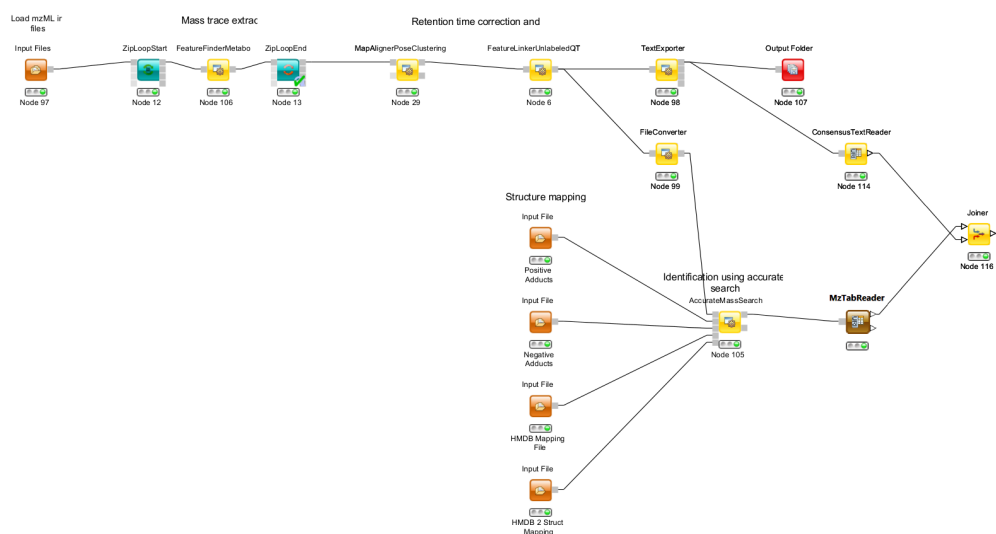 Load mzML ir
files
Mass trace extrac
Retention time correction and
Input Files
ZipLoopStart
FeatureFinderMetabo
ZipLoopEnd
MapAlignerPoseClustering
FeatureLinkerUnlabeledQT
TextExporter
Output Folder
Node 97
Node 12
Node 106
Node 13
Node 29
Node 6
Node 98
Node 107
FileConverter
ConsensusTextReader
Node 99
Node 114
Structure mapping
Input File
Joiner
Node 116
Positive
Adducts
Identification using accurate
search
AccurateMassSearch
MzTabReader
Input File
Node 105
Negative
Adducts
Input File
HMDB Mapping
File
Input File
HMDB 2 Struct
Mapping